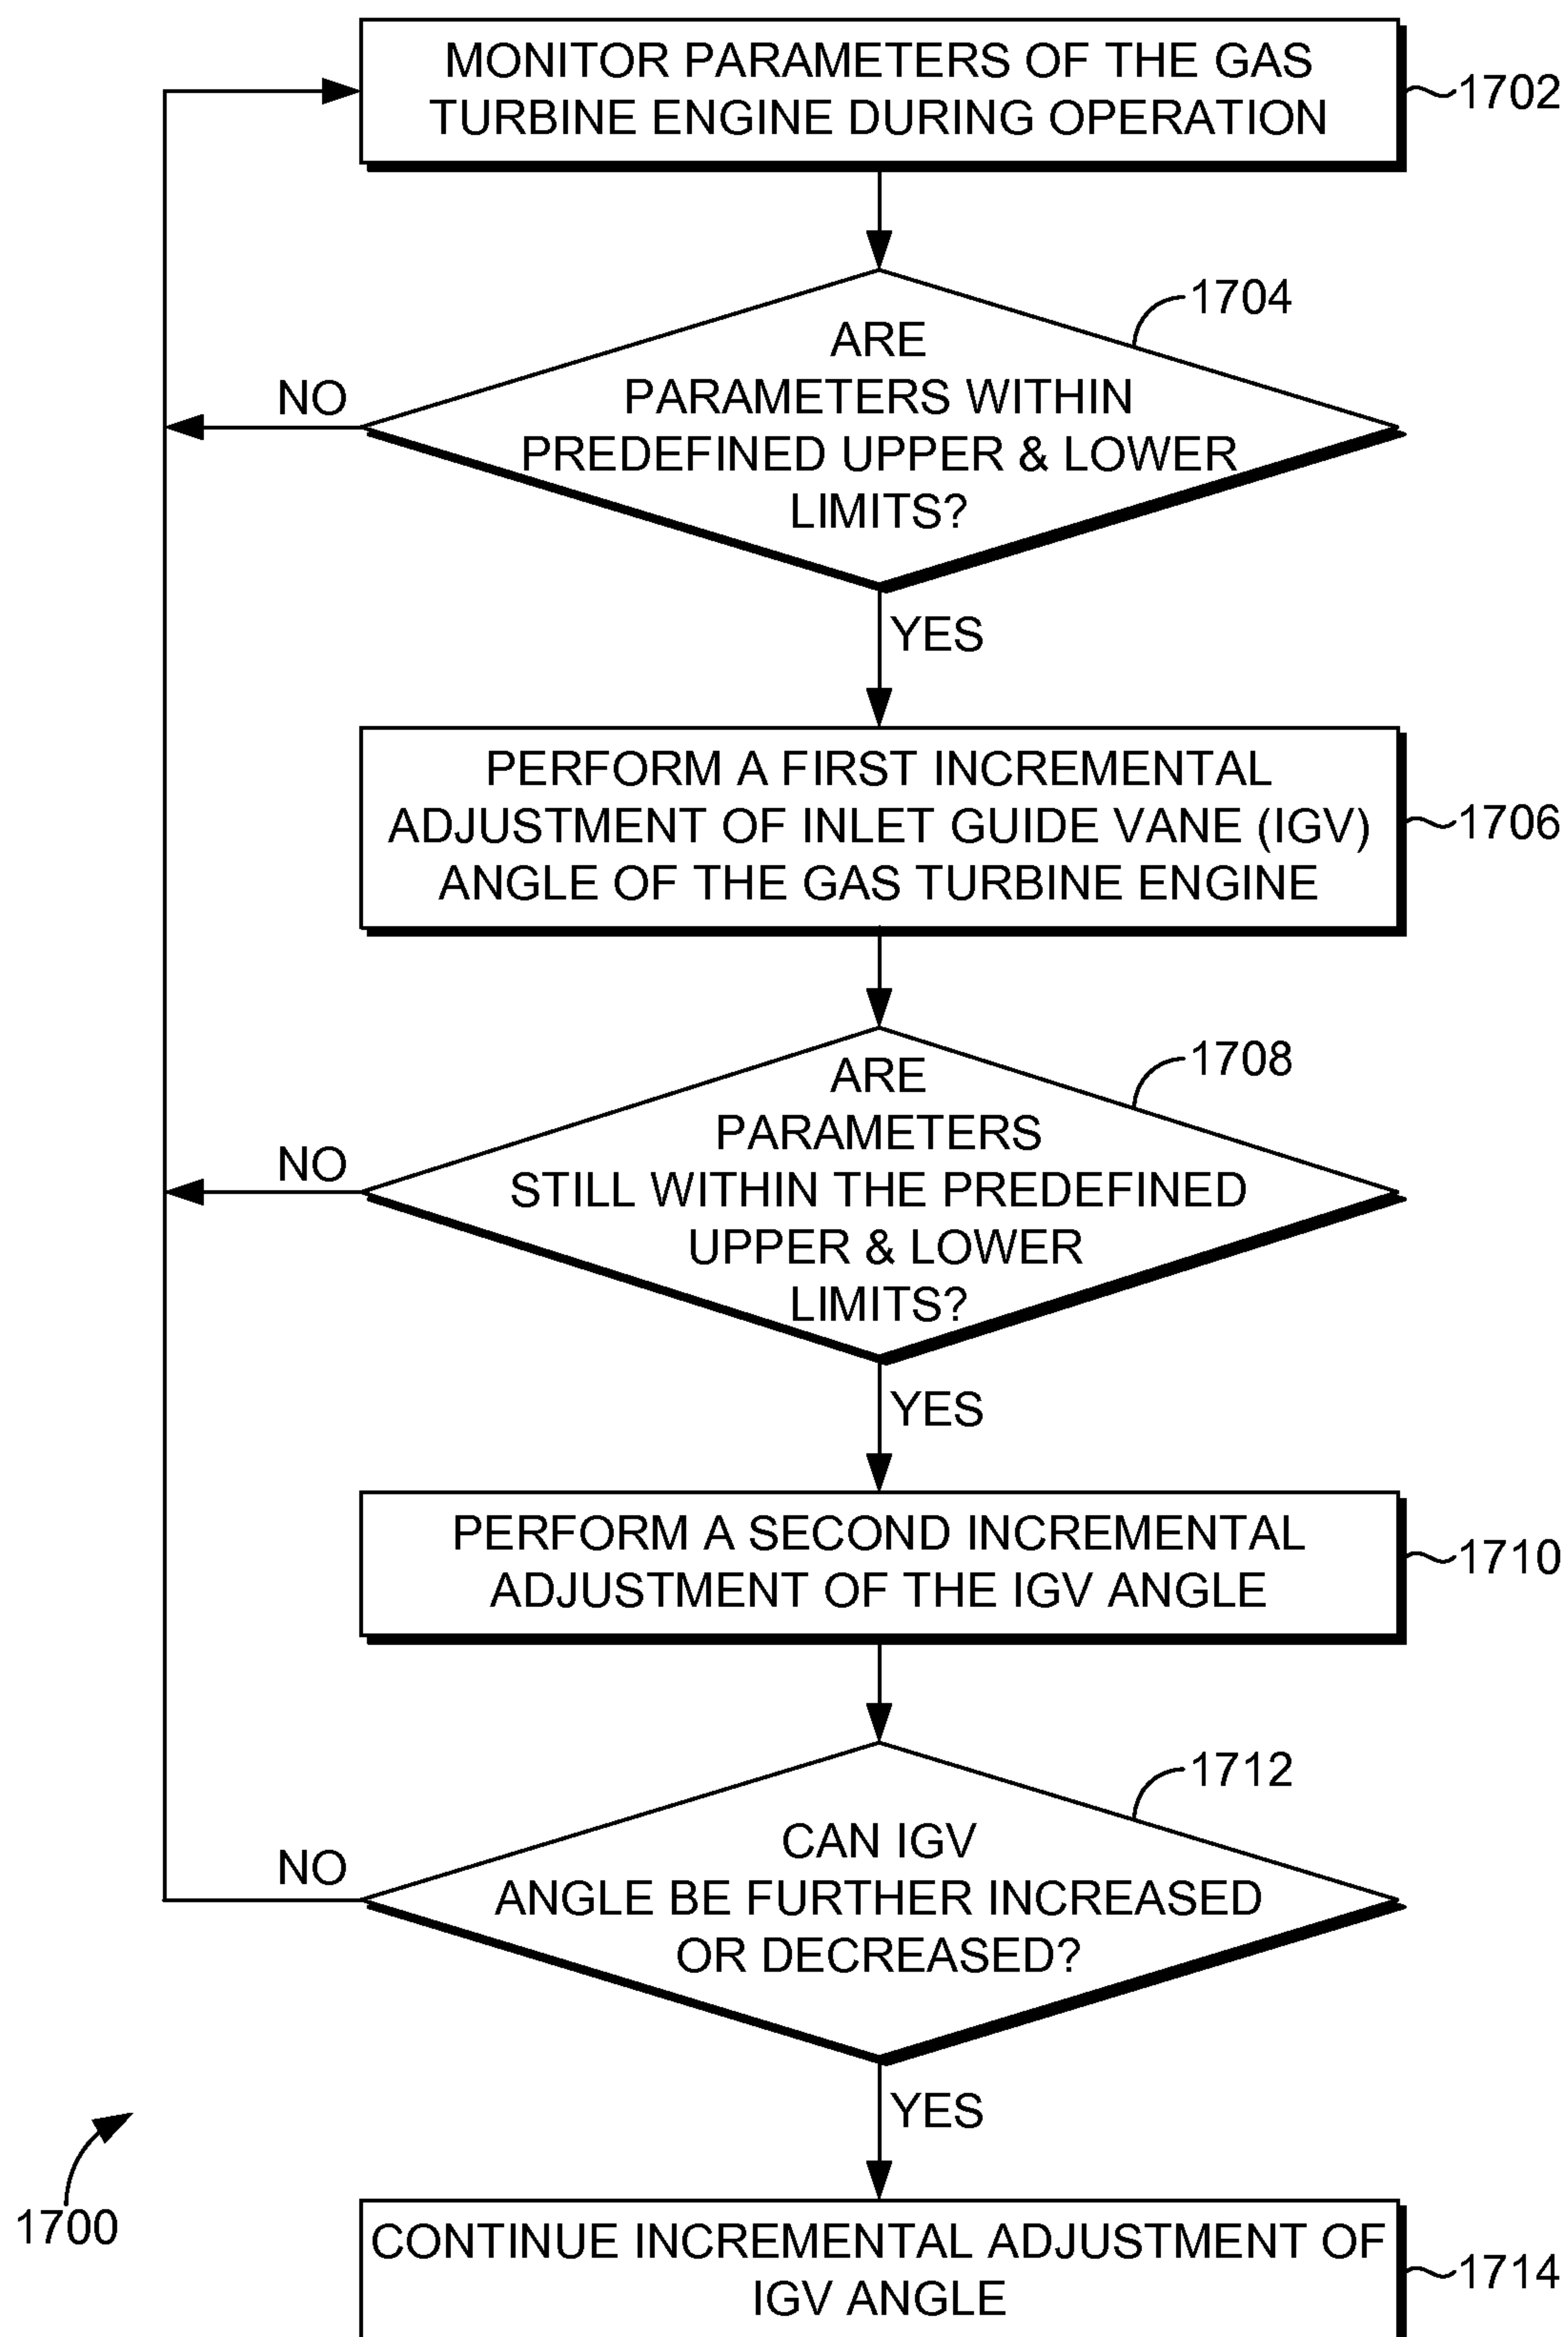 MONITOR PARAMETERS OF THE GAS
TURBINE ENGINE DURING OPERATION
1702
1704
ARE
PARAMETERS WITHIN
PREDEFINED UPPER & LOWER
LIMITS?
NO
YES
PERFORM A FIRST INCREMENTAL
ADJUSTMENT OF INLET GUIDE VANE (IGV)
ANGLE OF THE GAS TURBINE ENGINE
1706
1708
ARE
PARAMETERS
STILL WITHIN THE PREDEFINED
UPPER & LOWER
LIMITS?
NO
YES
PERFORM A SECOND INCREMENTAL
ADJUSTMENT OF THE IGV ANGLE
1710
1712
CAN IGV
ANGLE BE FURTHER INCREASED
OR DECREASED?
NO
YES
1700
CONTINUE INCREMENTAL ADJUSTMENT OF
IGV ANGLE
1714